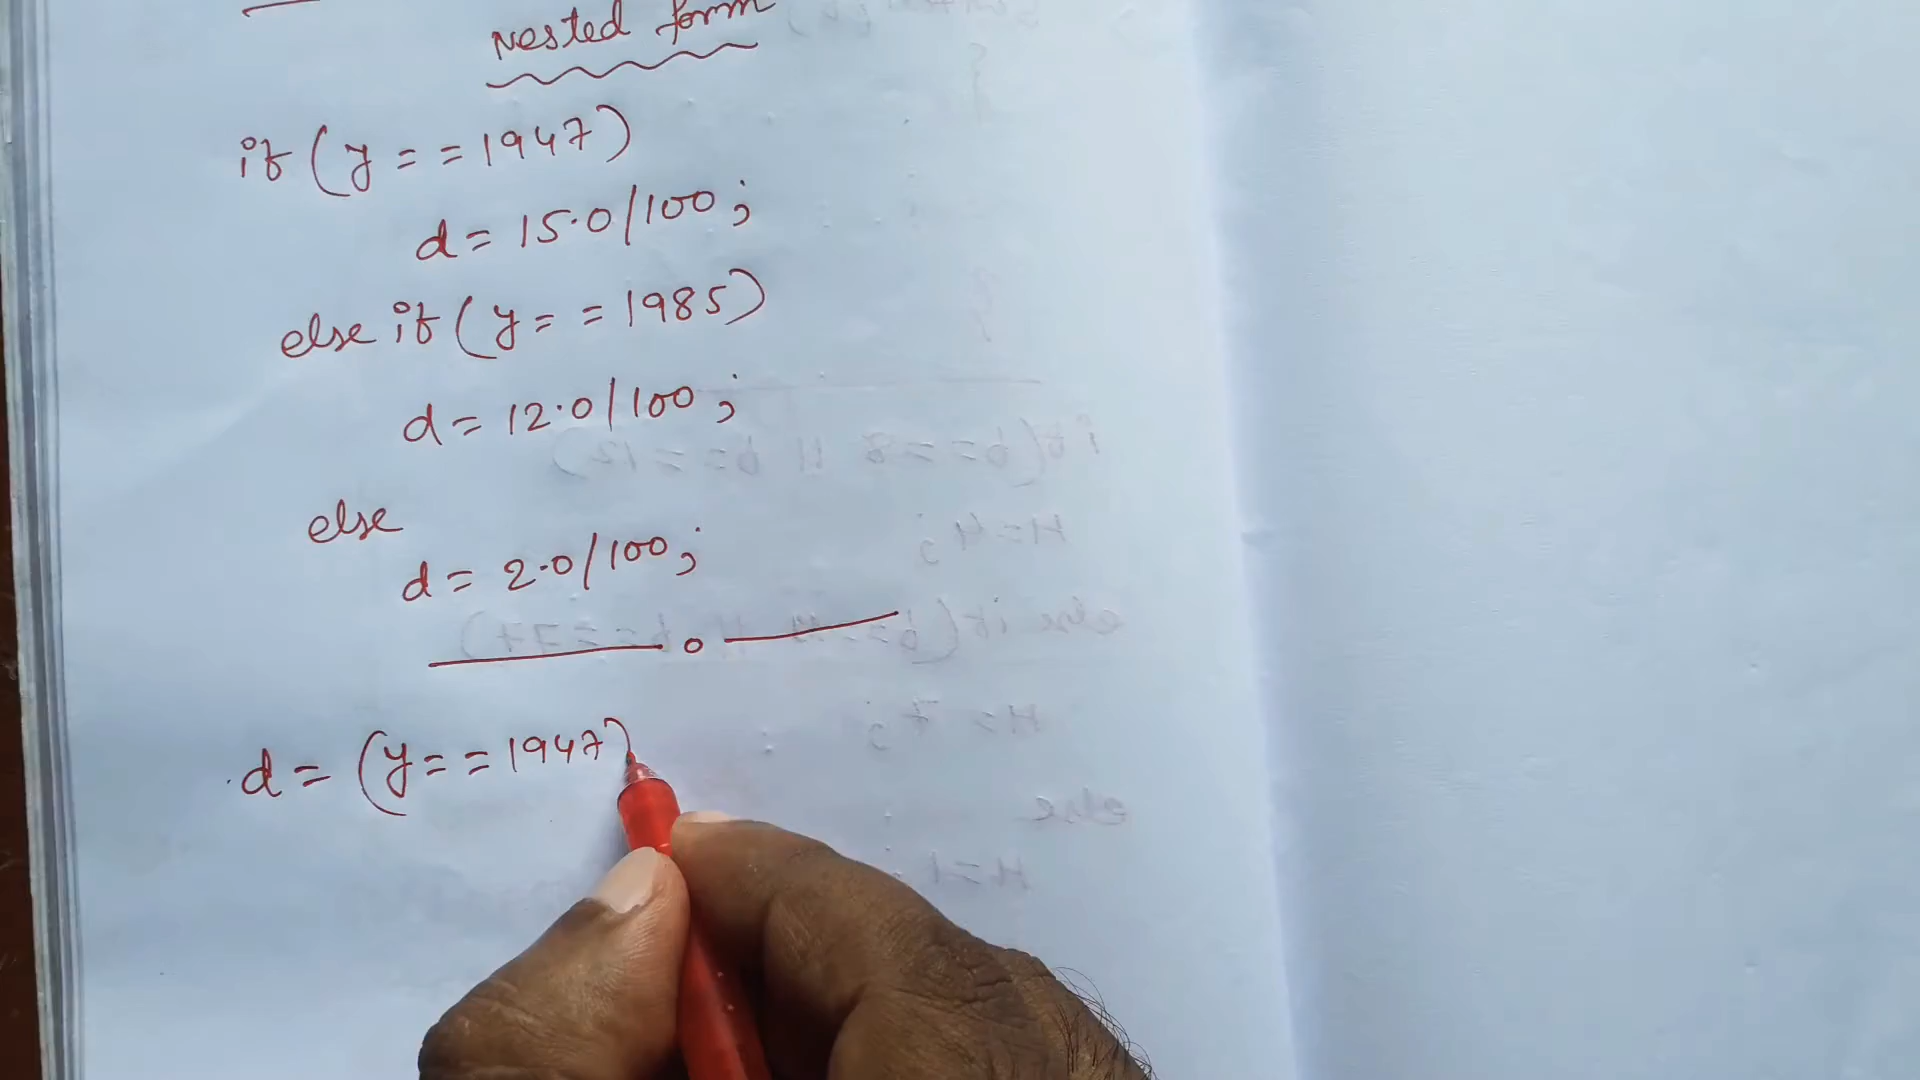 Nested form
if (y = = 1947)
d = 15.0/100;
else if (y = = 1985)
d = 12.0/100;
else
d = 2.0/100;
d = (y = = 1947)